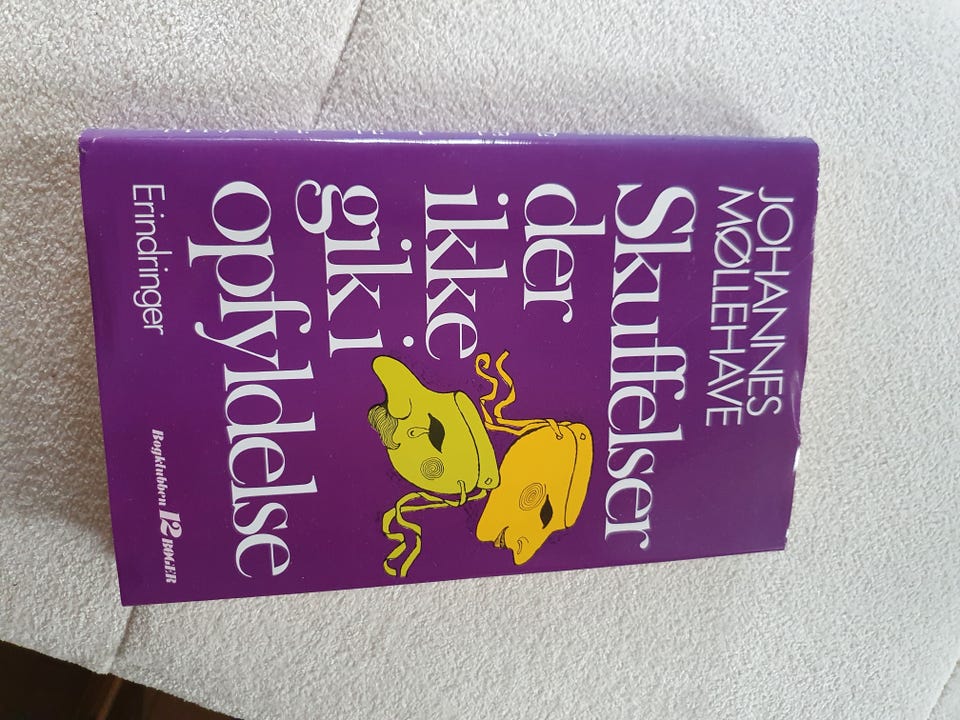 JOHANNES
MØLLEHAVE
Skuffelser
der
ikke
gik i
opfyldelse
Erindringer
Bogklubben 12 BØGER